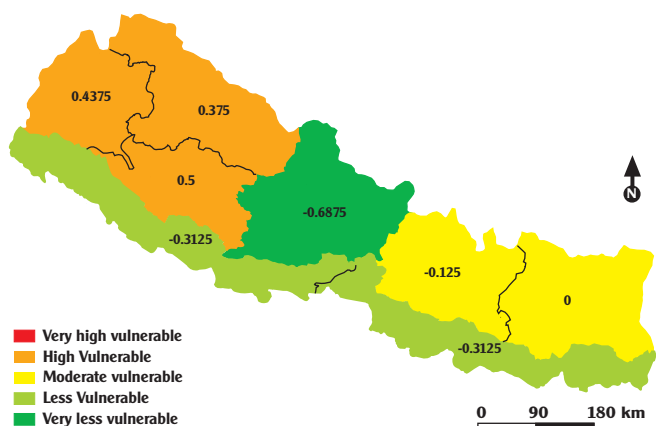 0.4375
0.375
0.5
-0.6875
-0.3125
-0.125
0
-0.3125
N
Very high vulnerable
High Vulnerable
Moderate vulnerable
Less Vulnerable
Very less vulnerable
0 90 180 km